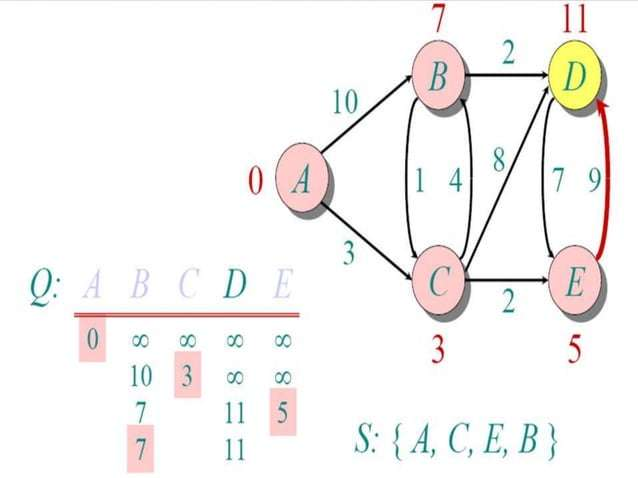 7 11
B 2 D
10
0 A 1 4 8 7 9
3
Q: A B C D E
C 2 E
0 ∞ ∞ ∞ ∞
3 5
10 3 ∞ ∞
7 11 5
7 11
S: { A, C, E, B }